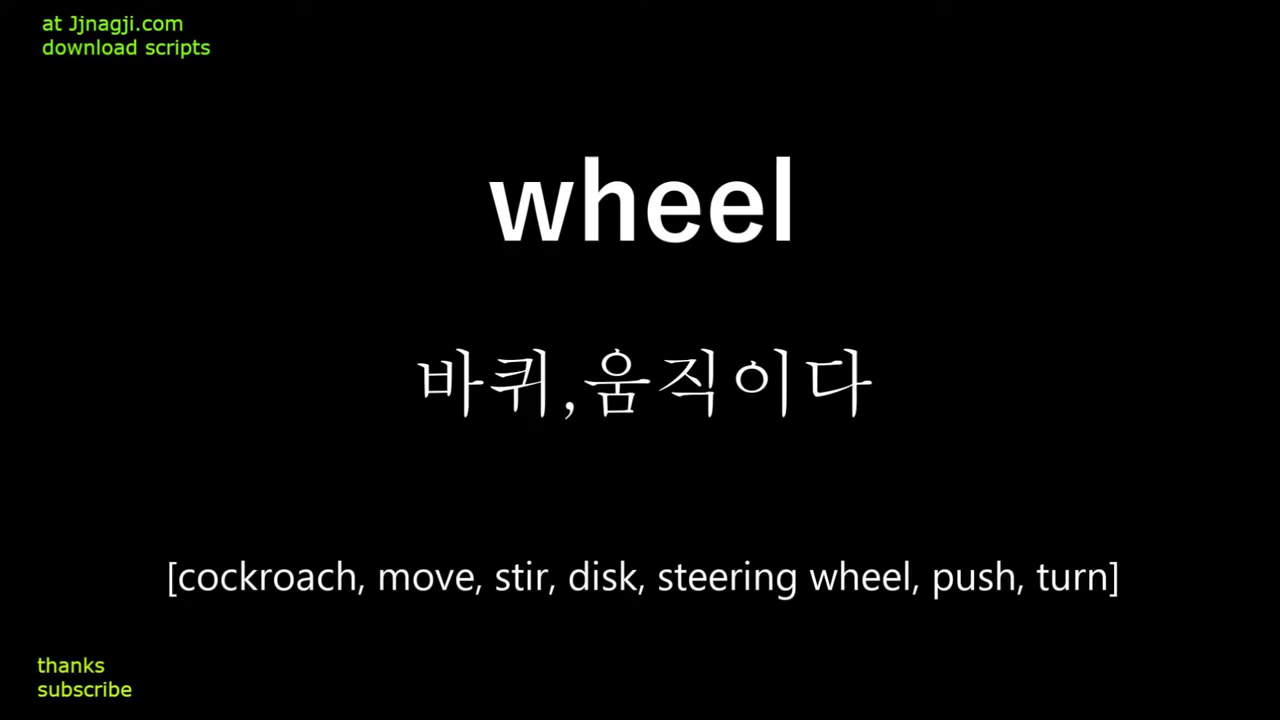 at Jjnagji.com
download scripts
wheel
바퀴,움직이다
[cockroach, move, stir, disk, steering wheel, push, turn]
thanks
subscribe